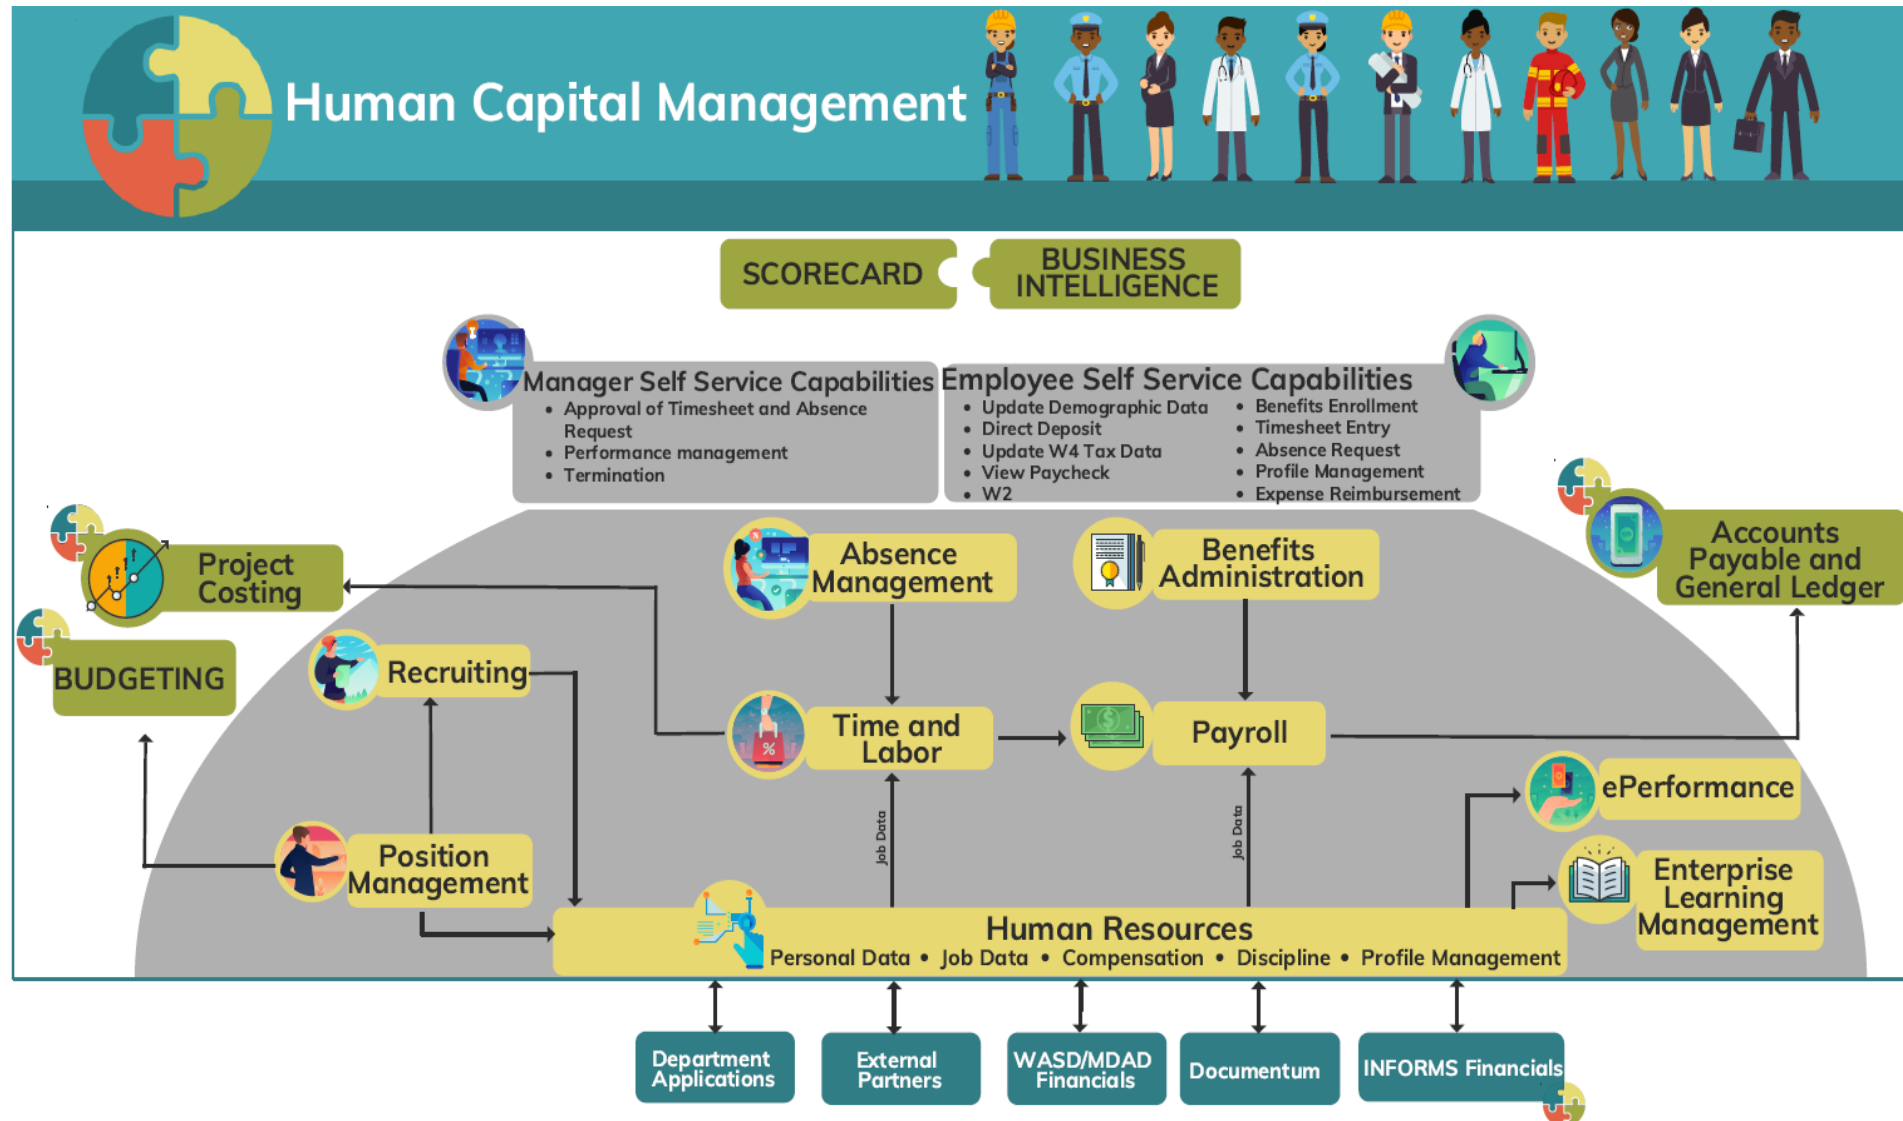 Human Capital Management
SCORECARD
BUSINESS
INTELLIGENCE
Manager Self Service Capabilities
• Approval of Timesheet and Absence
Request
• Performance management
• Termination
Employee Self Service Capabilities
• Update Demographic Data
• Direct Deposit
• Update W4 Tax Data
• View Paycheck
• W2
• Benefits Enrollment
• Timesheet Entry
• Absence Request
• Profile Management
• Expense Reimbursement
Project
Costing
BUDGETING
Absence
Management
Benefits
Administration
Accounts
Payable and
General Ledger
Recruiting
Time and
Labor
%
$
Payroll
Position
Management
Job Data
Job Data
ePerformance
Enterprise
Learning
Management
Human Resources
Personal Data • Job Data • Compensation • Discipline • Profile Management
Department
Applications
External
Partners
WASD/MDAD
Financials
Documentum
INFORMS Financials